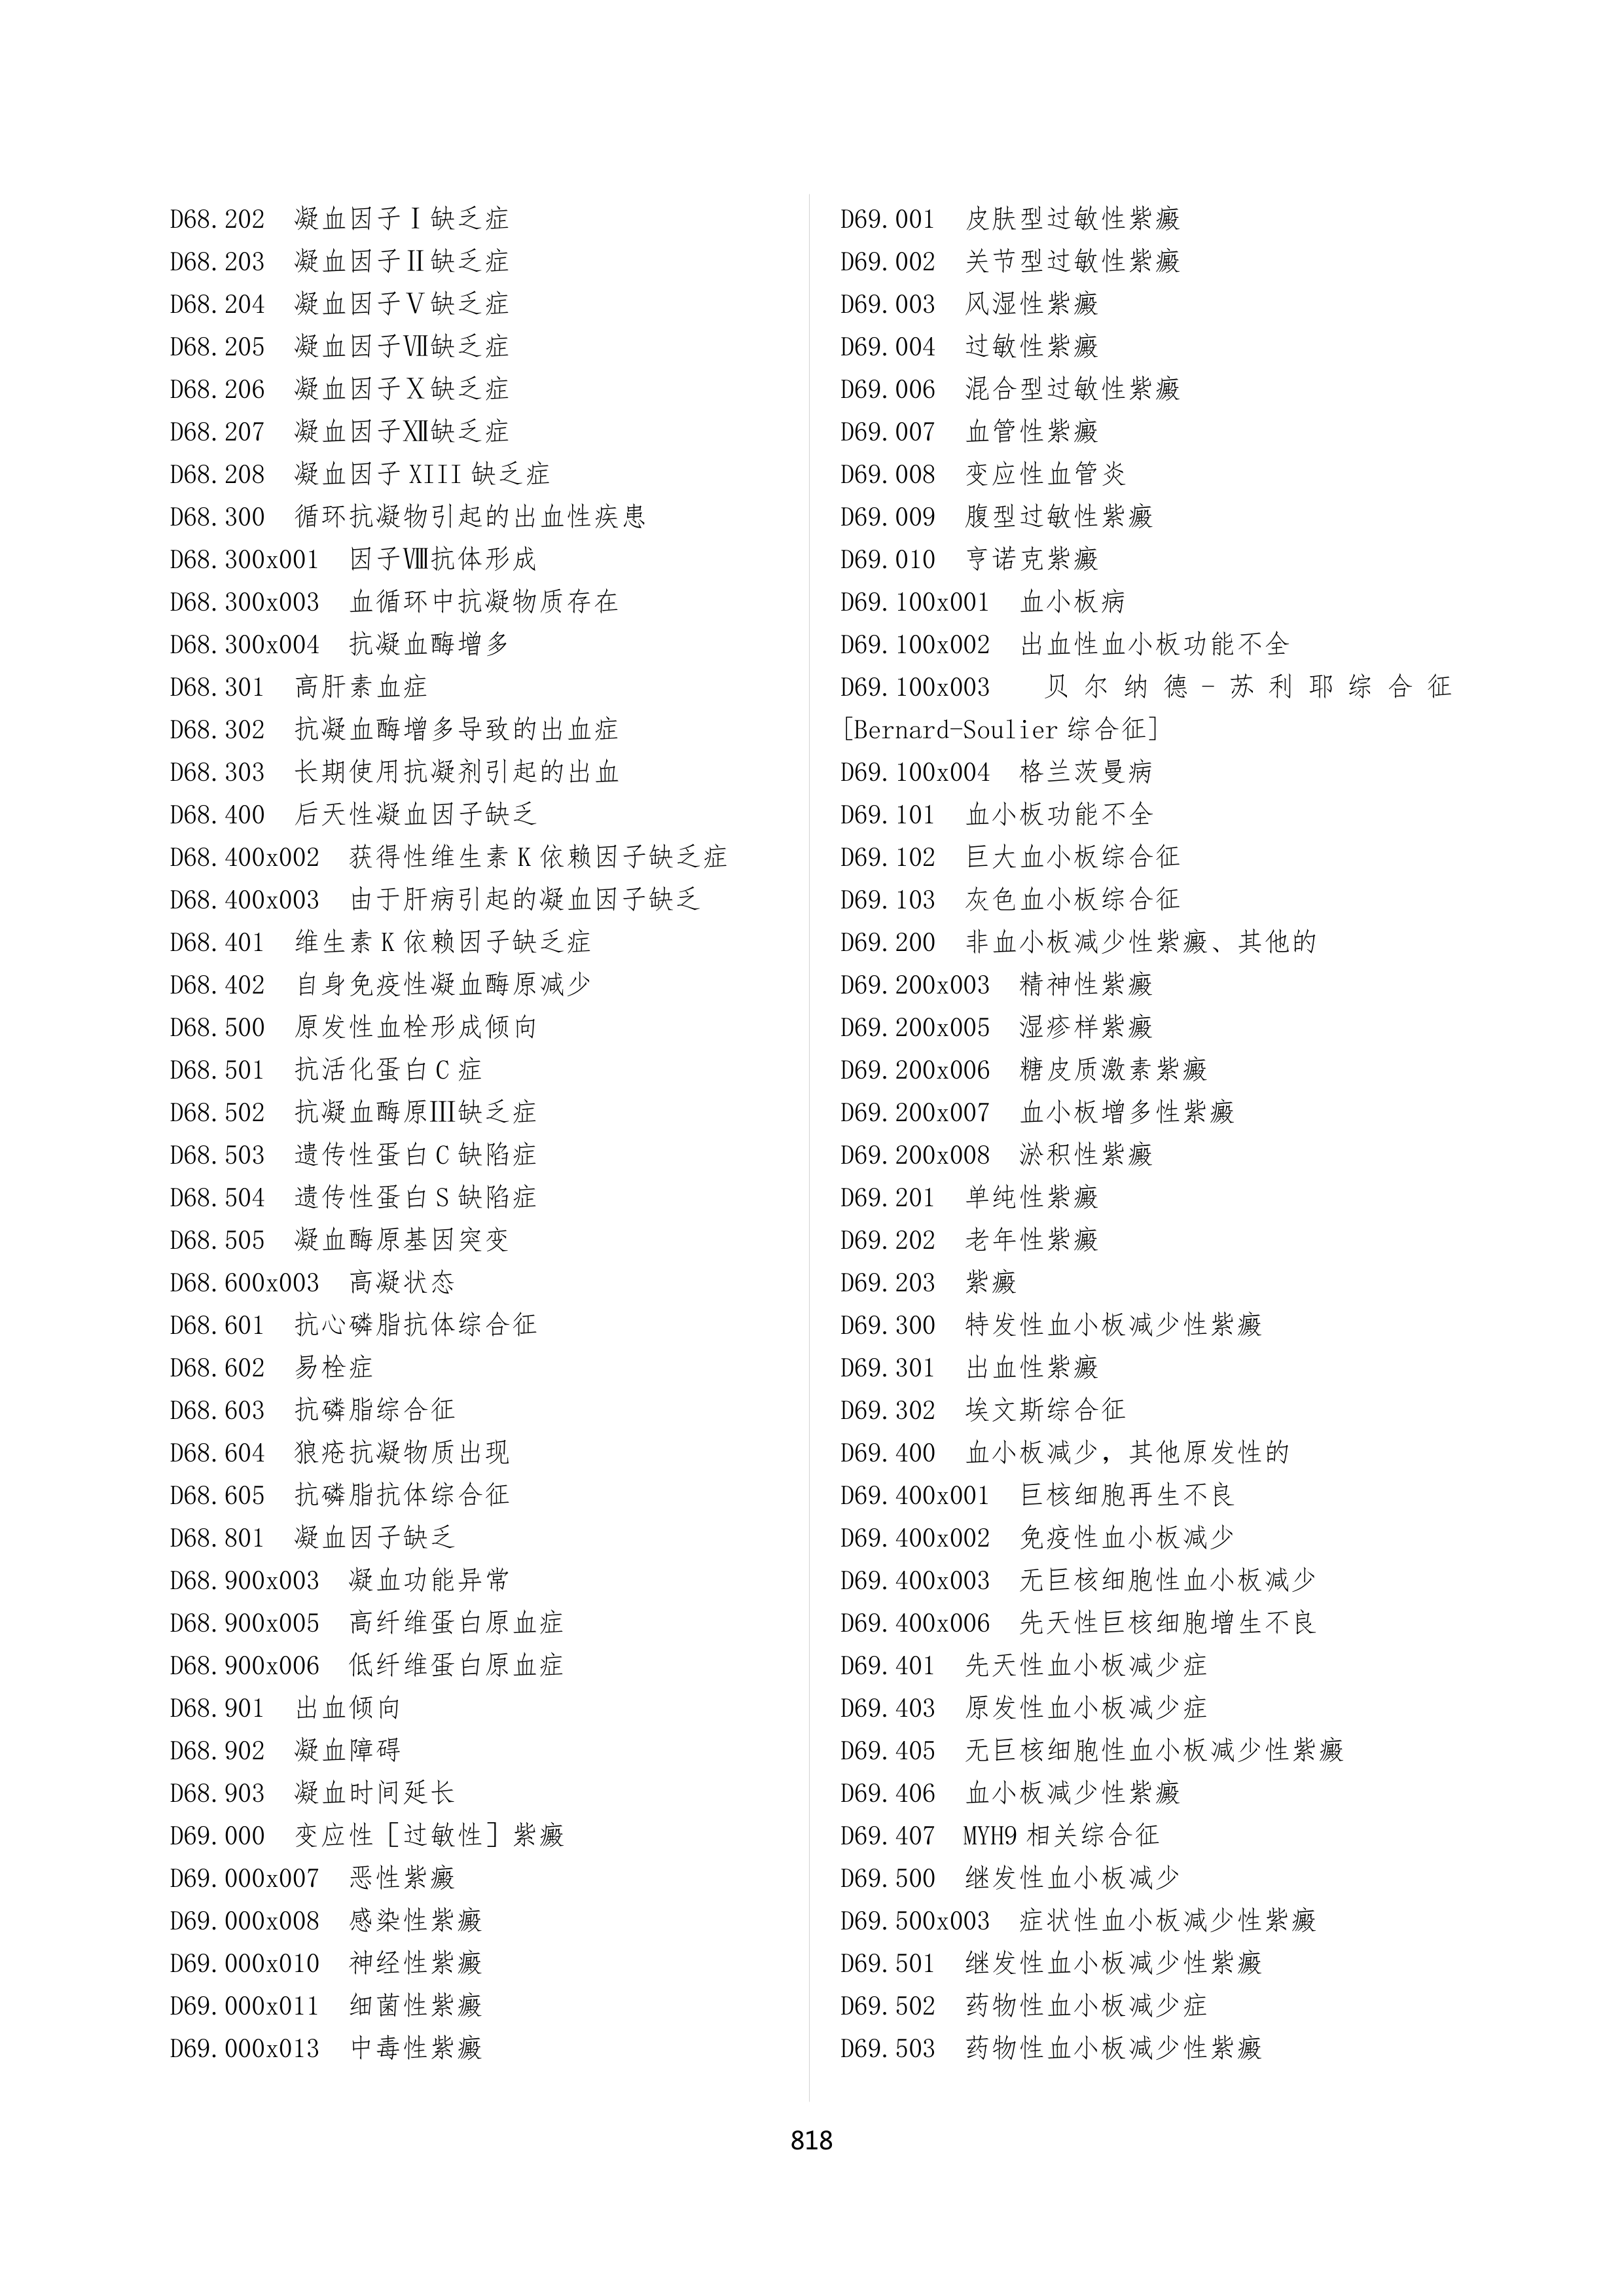 D68.202 凝血因子Ⅰ缺乏症
D68.203 凝血因子Ⅱ缺乏症
D68.204 凝血因子Ⅴ缺乏症
D68.205 凝血因子Ⅶ缺乏症
D68.206 凝血因子Ⅹ缺乏症
D68.207 凝血因子Ⅻ缺乏症
D68.208 凝血因子 XIII 缺乏症
D68.300 循环抗凝物引起的出血性疾患
D68.300x001 因子Ⅷ抗体形成
D68.300x003 血循环中抗凝物质存在
D68.300x004 抗凝血酶增多
D68.301 高肝素血症
D68.302 抗凝血酶增多导致的出血症
D68.303 长期使用抗凝剂引起的出血
D68.400 后天性凝血因子缺乏
D68.400x002 获得性维生素 K 依赖因子缺乏症
D68.400x003 由于肝病引起的凝血因子缺乏
D68.401 维生素 K 依赖因子缺乏症
D68.402 自身免疫性凝血酶原减少
D68.500 原发性血栓形成倾向
D68.501 抗活化蛋白 C 症
D68.502 抗凝血酶原Ⅲ缺乏症
D68.503 遗传性蛋白 C 缺陷症
D68.504 遗传性蛋白 S 缺陷症
D68.505 凝血酶原基因突变
D68.600x003 高凝状态
D68.601 抗心磷脂抗体综合征
D68.602 易栓症
D68.603 抗磷脂综合征
D68.604 狼疮抗凝物质出现
D68.605 抗磷脂抗体综合征
D68.801 凝血因子缺乏
D68.900x003 凝血功能异常
D68.900x005 高纤维蛋白原血症
D68.900x006 低纤维蛋白原血症
D68.901 出血倾向
D68.902 凝血障碍
D68.903 凝血时间延长
D69.000 变应性［过敏性］紫癜
D69.000x007 恶性紫癜
D69.000x008 感染性紫癜
D69.000x010 神经性紫癜
D69.000x011 细菌性紫癜
D69.000x013 中毒性紫癜
D69.001 皮肤型过敏性紫癜
D69.002 关节型过敏性紫癜
D69.003 风湿性紫癜
D69.004 过敏性紫癜
D69.006 混合型过敏性紫癜
D69.007 血管性紫癜
D69.008 变应性血管炎
D69.009 腹型过敏性紫癜
D69.010 亨诺克紫癜
D69.100x001 血小板病
D69.100x002 出血性血小板功能不全
D69.100x003 贝尔纳德-苏利耶综合征
[Bernard-Soulier 综合征]
D69.100x004 格兰茨曼病
D69.101 血小板功能不全
D69.102 巨大血小板综合征
D69.103 灰色血小板综合征
D69.200 非血小板减少性紫癜、其他的
D69.200x003 精神性紫癜
D69.200x005 湿疹样紫癜
D69.200x006 糖皮质激素紫癜
D69.200x007 血小板增多性紫癜
D69.200x008 淤积性紫癜
D69.201 单纯性紫癜
D69.202 老年性紫癜
D69.203 紫癜
D69.300 特发性血小板减少性紫癜
D69.301 出血性紫癜
D69.302 埃文斯综合征
D69.400 血小板减少，其他原发性的
D69.400x001 巨核细胞再生不良
D69.400x002 免疫性血小板减少
D69.400x003 无巨核细胞性血小板减少
D69.400x006 先天性巨核细胞增生不良
D69.401 先天性血小板减少症
D69.403 原发性血小板减少症
D69.405 无巨核细胞性血小板减少性紫癜
D69.406 血小板减少性紫癜
D69.407 MYH9 相关综合征
D69.500 继发性血小板减少
D69.500x003 症状性血小板减少性紫癜
D69.501 继发性血小板减少性紫癜
D69.502 药物性血小板减少症
D69.503 药物性血小板减少性紫癜
818